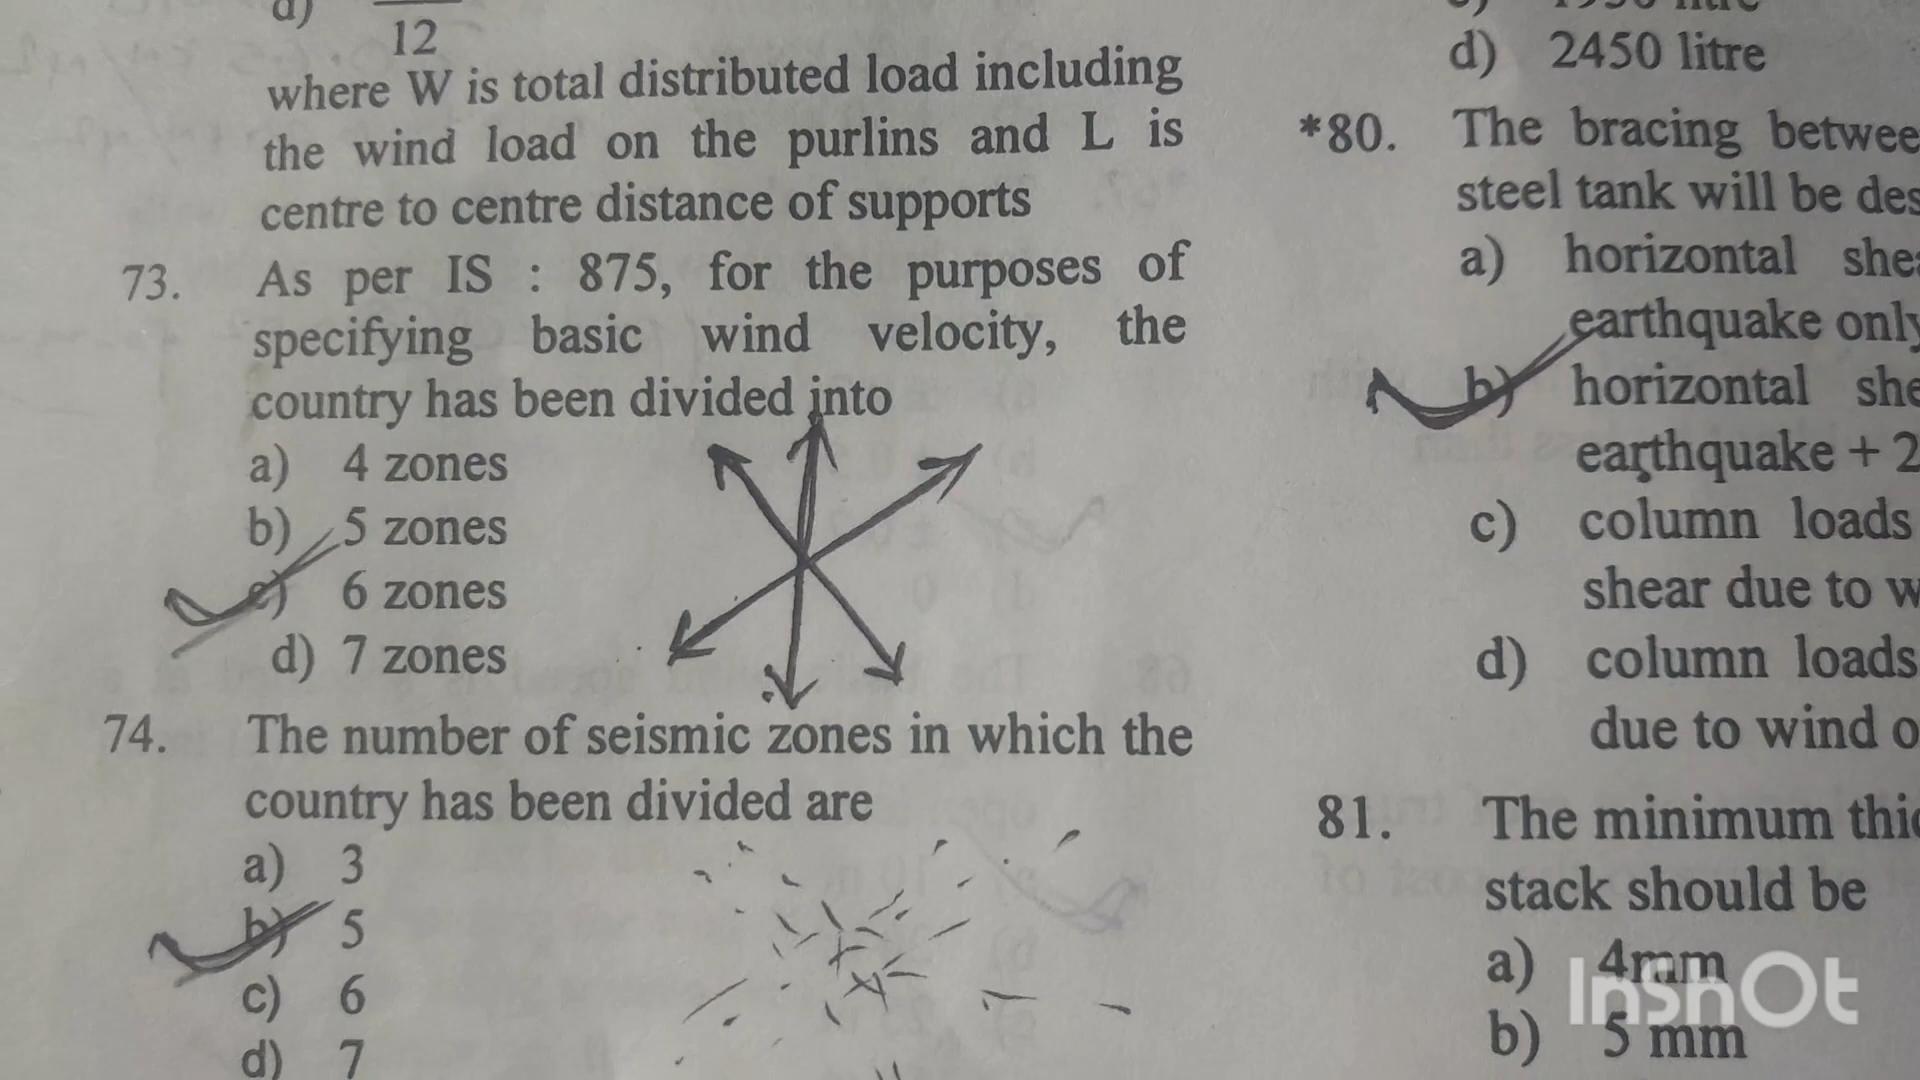 d)
12
where W is total distributed load including
the wind load on the purlins and L is
centre to centre distance of supports
73. As per IS : 875, for the purposes of
specifying basic wind velocity, the
country has been divided into
a) 4 zones
b) 5 zones
c) 6 zones
d) 7 zones
74. The number of seismic zones in which the
country has been divided are
a) 3
b) 5
c) 6
d) 7
d) 2450 litre
*80. The bracing betwee
steel tank will be des
a) horizontal shea
earthquake only
b) horizontal she
earthquake + 2
c) column loads
shear due to w
d) column loads
due to wind o
81. The minimum thic
stack should be
a) 4mm
b) 5 mm
InShOt